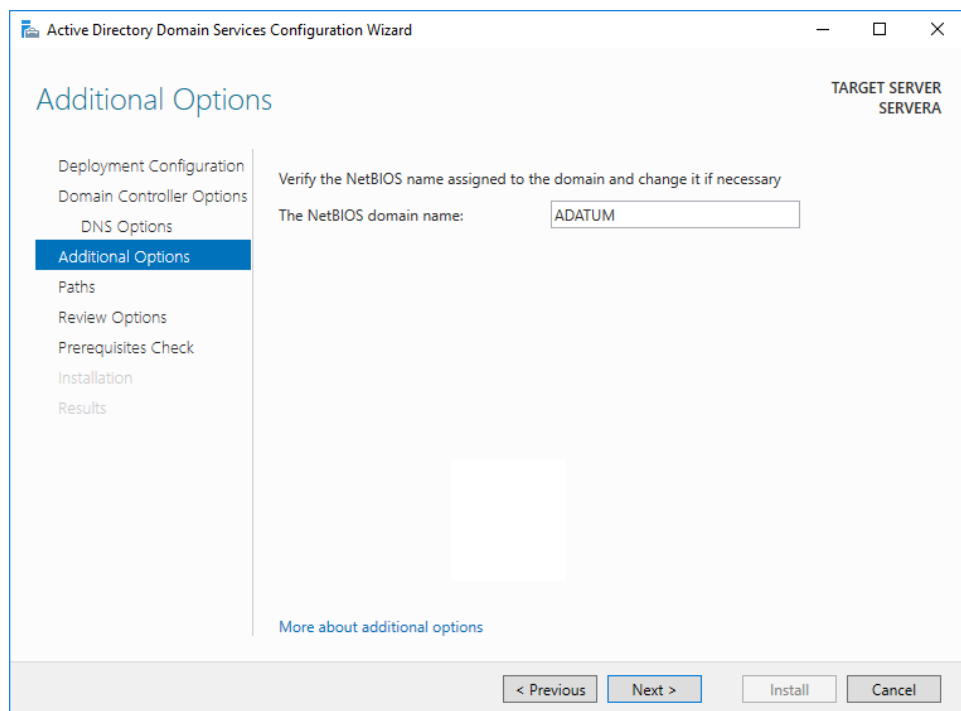 Active Directory Domain Services Configuration Wizard
Additional Options
TARGET SERVER
SERVERA
Deployment Configuration
Domain Controller Options
DNS Options
Additional Options
Paths
Review Options
Prerequisites Check
Installation
Results
Verify the NetBIOS name assigned to the domain and change it if necessary
The NetBIOS domain name: ADATUM
More about additional options
< Previous Next > Install Cancel